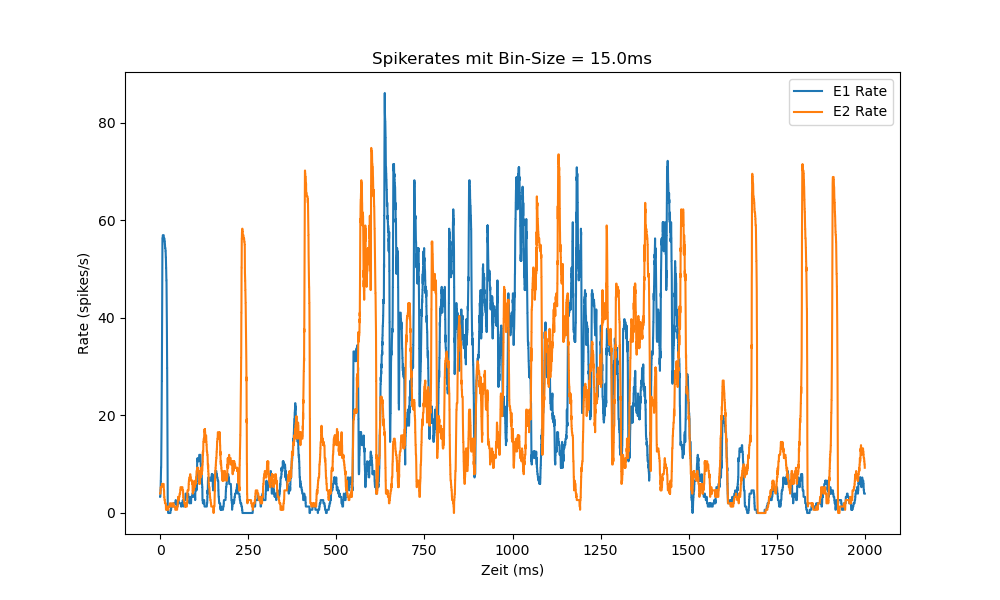 Spikerates mit Bin-Size = 15.0ms
E1 Rate
E2 Rate
80
60
40
20
0
Rate (spikes/s)
0 250 500 750 1000 1250 1500 1750 2000
Zeit (ms)